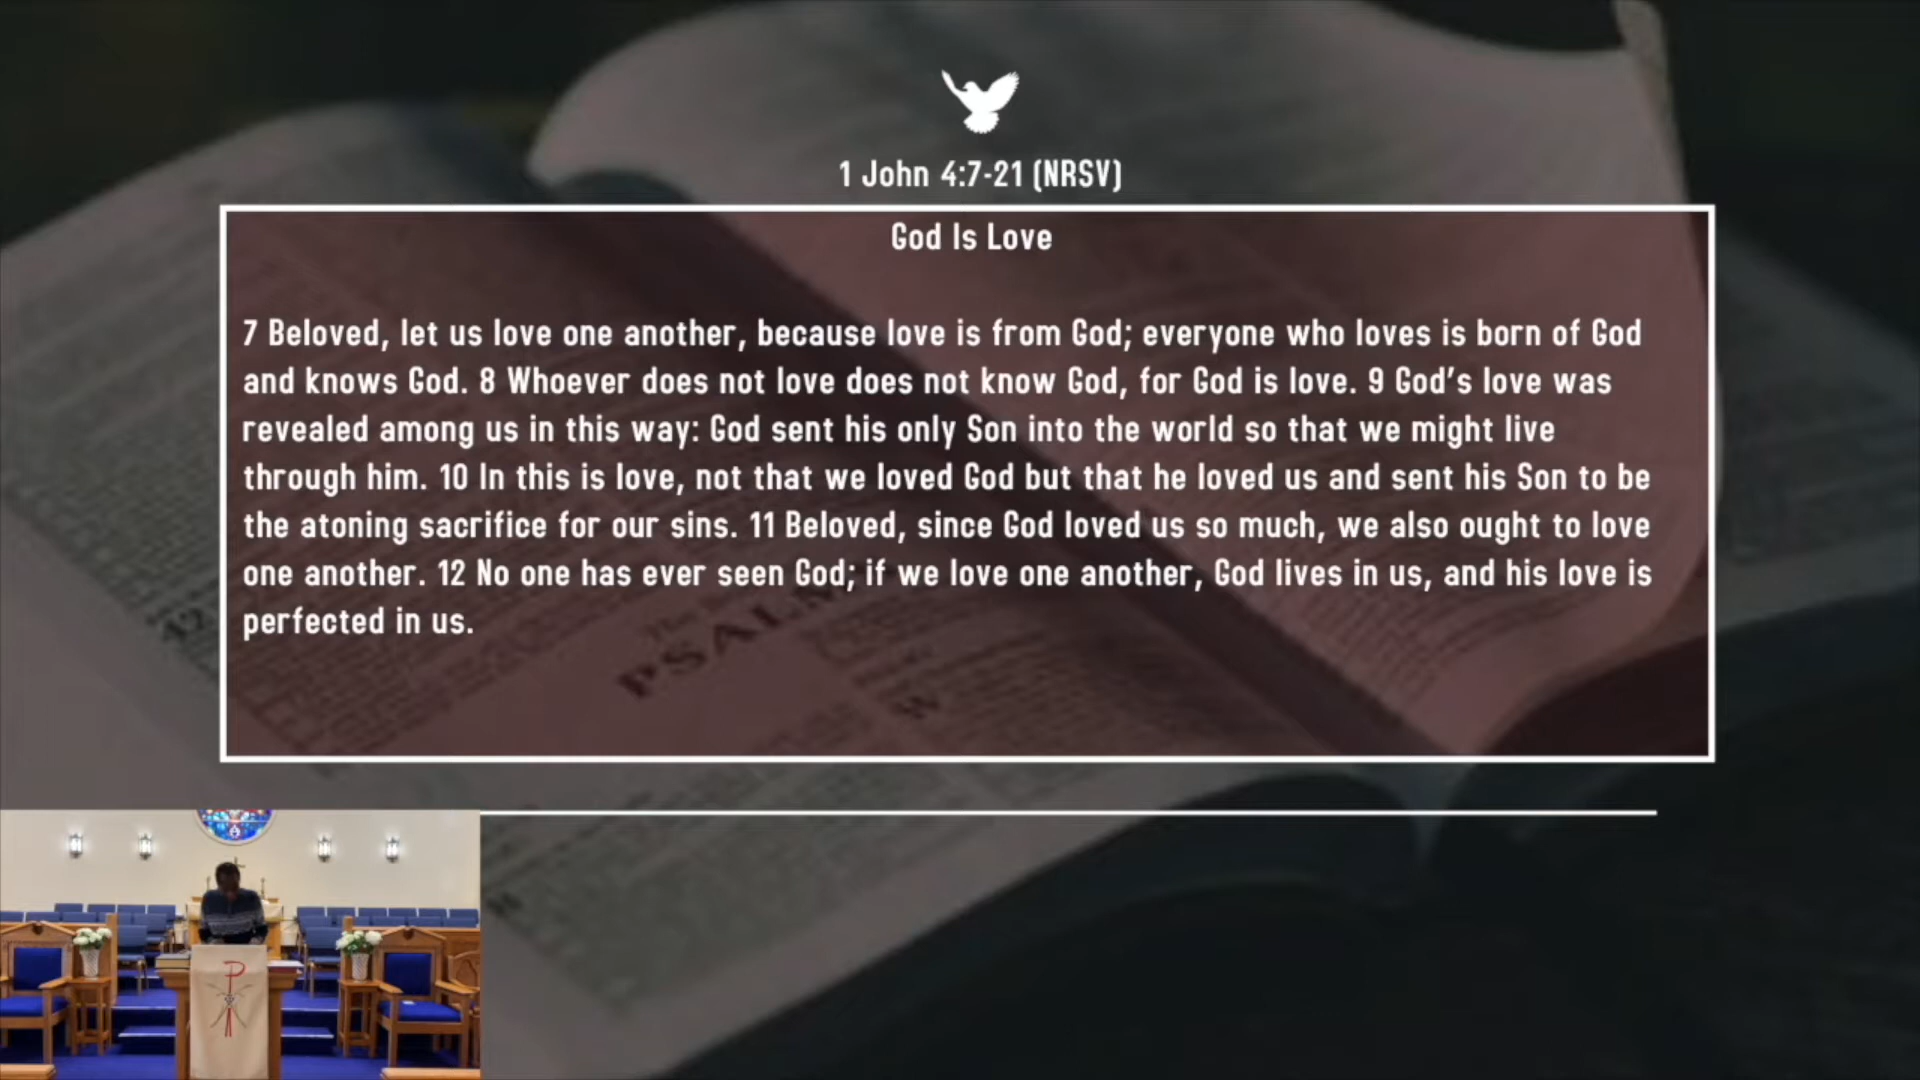 1 John 4:7-21 (NRSV)
God Is Love
7 Beloved, let us love one another, because love is from God; everyone who loves is born of God
and knows God. 8 Whoever does not love does not know God, for God is love. 9 God's love was
revealed among us in this way: God sent his only Son into the world so that we might live
through him. 10 In this is love, not that we loved God but that he loved us and sent his Son to be
the atoning sacrifice for our sins. 11 Beloved, since God loved us so much, we also ought to love
one another. 12 No one has ever seen God; if we love one another, God lives in us, and his love is
perfected in us.
42
The
PSALM